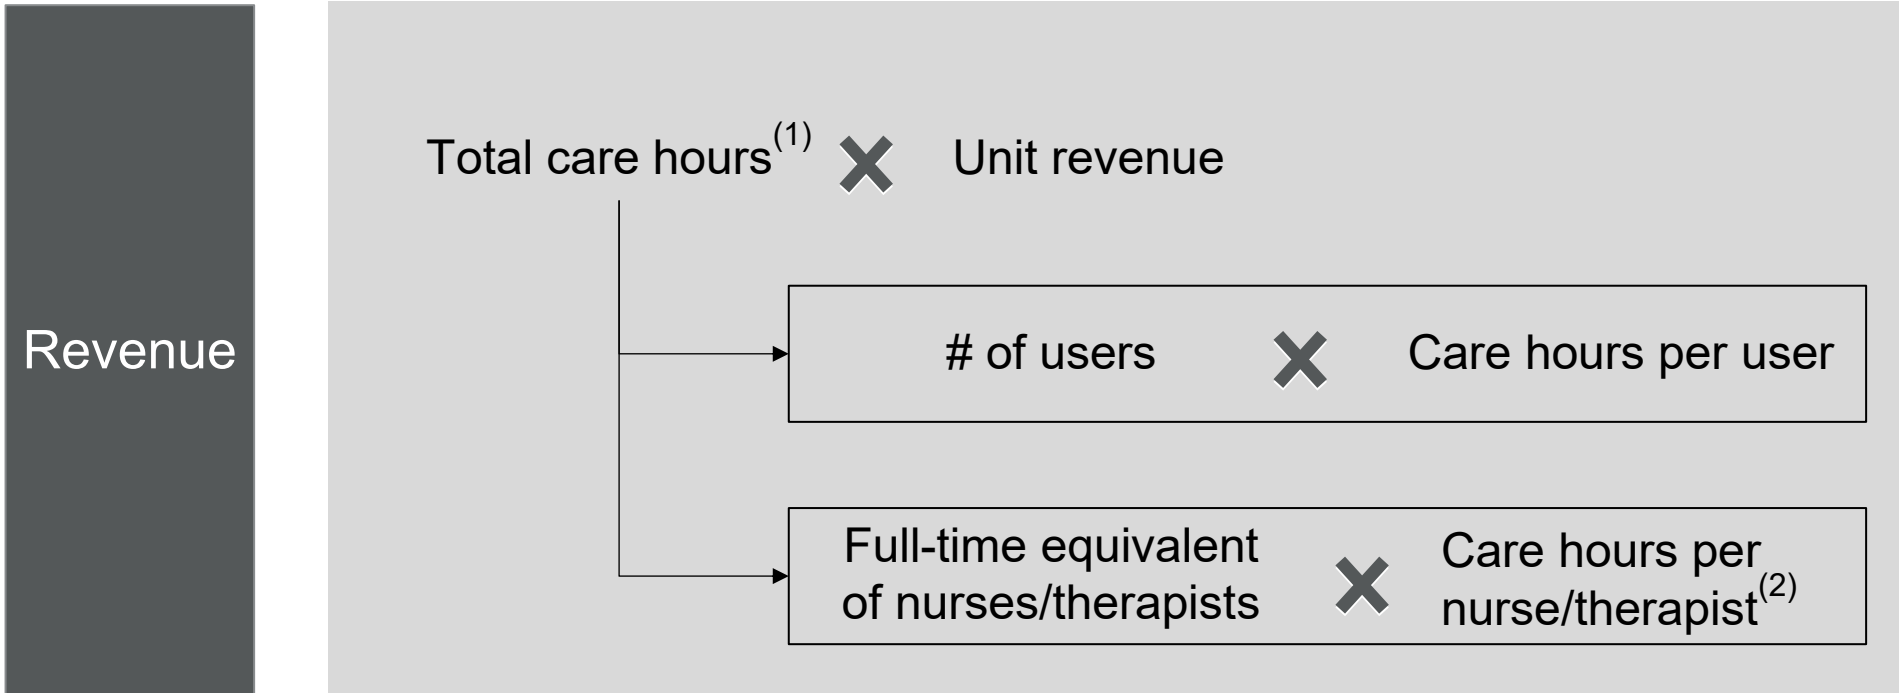 Revenue
Total care hours(1) ✕ Unit revenue
# of users ✕ Care hours per user
Full-time equivalent
of nurses/therapists
✕
Care hours per
nurse/therapist(2)